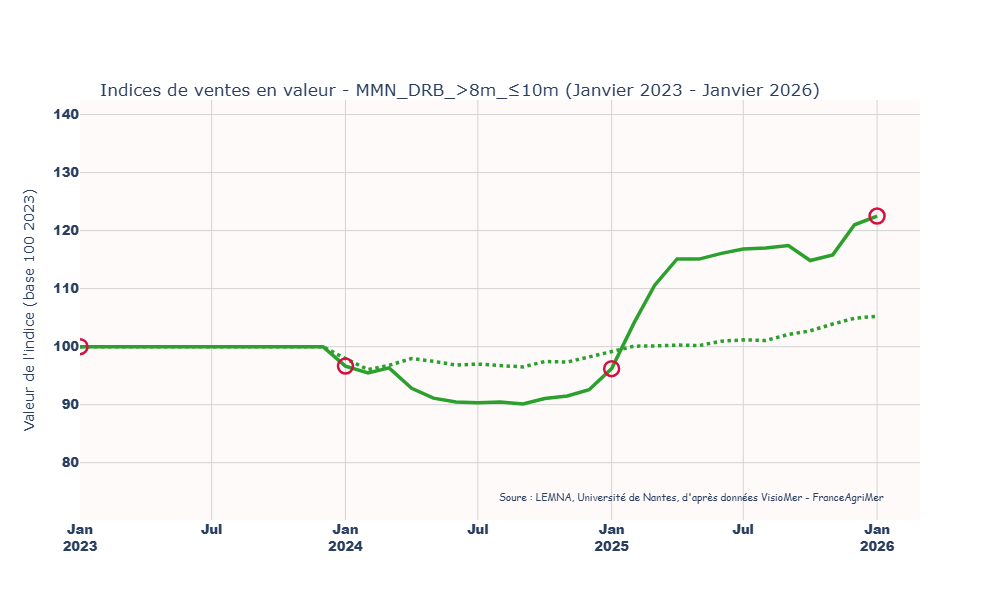 Indices de ventes en valeur - MMN_DRB_>8m_≤10m (Janvier 2023 - Janvier 2026)
Valeur de l'indice (base 100 2023)
140
130
120
110
100
90
80
Soure : LEMNA, Université de Nantes, d'après données VisioMer - FranceAgriMer
Jan
2023
Jul
Jan
2024
Jul
Jan
2025
Jul
Jan
2026